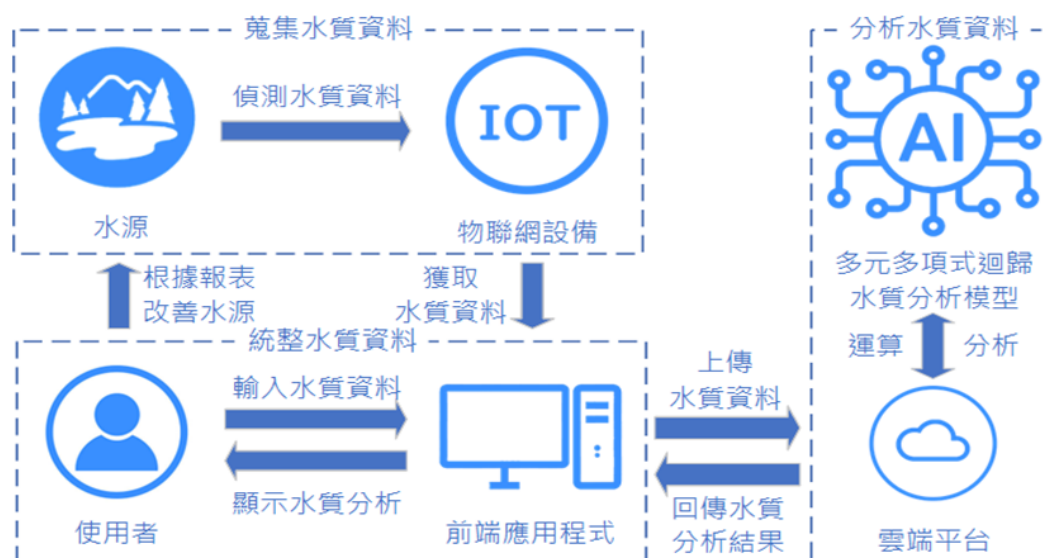 蒐集水質資料
偵測水質資料
IOT
水源
物聯網設備
根據報表
改善水源
獲取
水質資料
統整水質資料
輸入水質資料
顯示水質分析
使用者
前端應用程式
上傳
水質資料
回傳水質
分析結果
分析水質資料
AI
多元多項式迴歸
水質分析模型
運算
分析
雲端平台